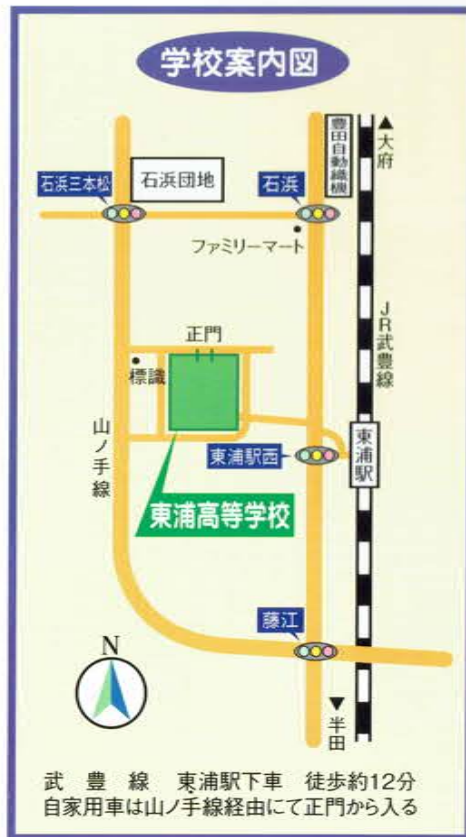 学校案内図
▲大府
豊田自動織機
石浜三本松
石浜団地
石浜
ファミリーマート
JR武豊線
正門
標識
山ノ手線
東浦駅西
東浦駅
東浦高等学校
藤江
N
▼半田
武豊線 東浦駅下車 徒歩約12分
自家用車は山ノ手線経由にて正門から入る